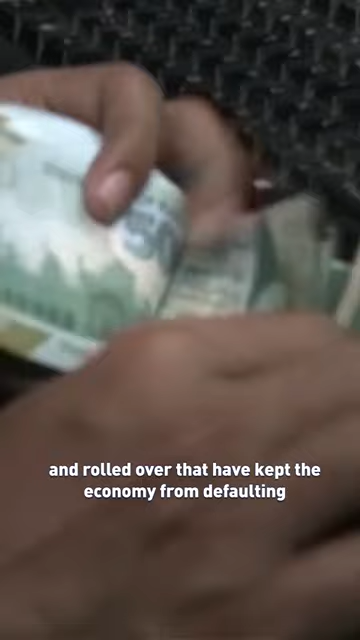 and rolled over that have kept the
economy from defaulting